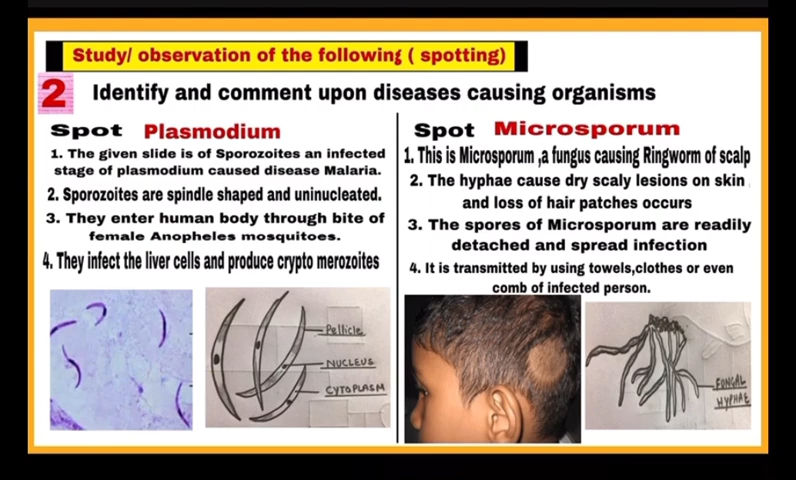 Study/ observation of the following ( spotting)
2
Identify and comment upon diseases causing organisms
Spot Plasmodium
1. The given slide is of Sporozoites an infected
stage of plasmodium caused disease Malaria.
2. Sporozoites are spindle shaped and uninucleated.
3. They enter human body through bite of
female Anopheles mosquitoes.
4. They infect the liver cells and produce crypto merozoites
Pellicle
NUCLEUS
CYTOPLASM
Spot Microsporum
1. This is Microsporum ,a fungus causing Ringworm of scalp
2. The hyphae cause dry scaly lesions on skin
and loss of hair patches occurs
3. The spores of Microsporum are readily
detached and spread infection
4. It is transmitted by using towels,clothes or even
comb of infected person.
FUNGAL
HYPHAE